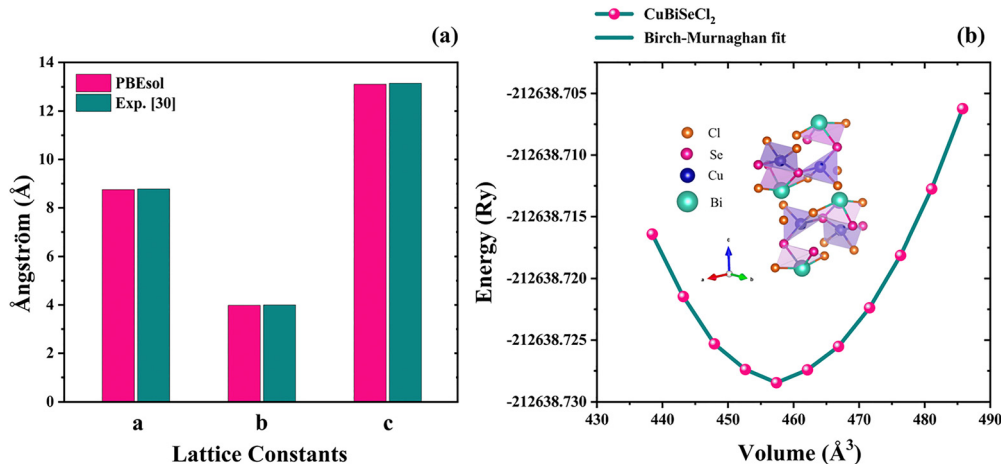 (a)
PBEsol
Exp. [30]
Ångström (Å)
14
12
10
8
6
4
2
0
a
b
c
Lattice Constants
CuBiSeCl₂
Birch-Murnaghan fit
(b)
Energy (Ry)
-212638.705
-212638.710
-212638.715
-212638.720
-212638.725
-212638.730
Cl
Se
Cu
Bi
c
a
b
430
440
450
460
470
480
490
Volume (Å³)